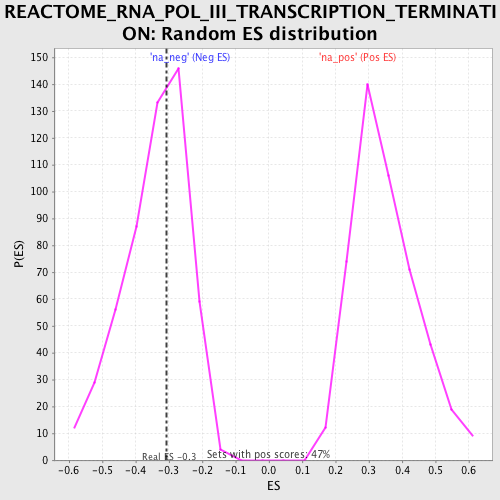 REACTOME_RNA_POL_III_TRANSCRIPTION_TERMINATI
ON: Random ES distribution
'na_neg' (Neg ES) 'na_pos' (Pos ES)
150
140
130
120
110
100
90
80
70
60
50
40
30
20
10
0
P(ES)
Real ES -0.3 Sets with pos scores: 47%
-0.6 -0.5 -0.4 -0.3 -0.2 -0.1 0.0 0.1 0.2 0.3 0.4 0.5 0.6
ES